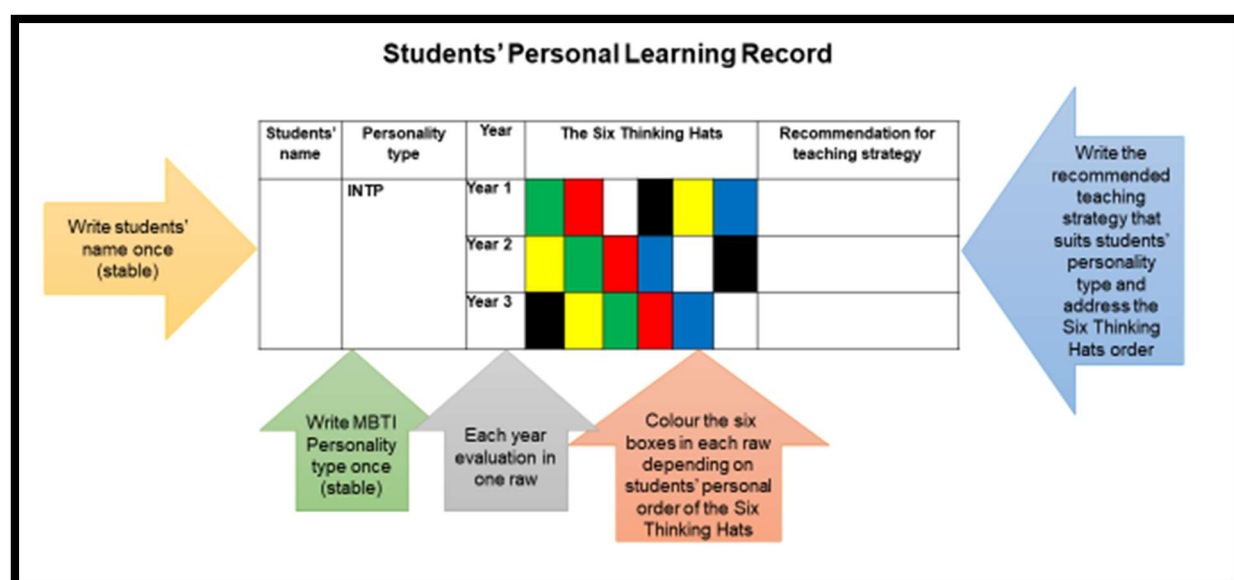 Students' Personal Learning Record
Students'
name
Personality
type
Year
The Six Thinking Hats
Recommendation for
teaching strategy
INTP
Year 1
Year 2
Year 3
Write students'
name once
(stable)
Write MBTI
Personality
type once
(stable)
Each year
evaluation in
one raw
Colour the six
boxes in each raw
depending on
students' personal
order of the Six
Thinking Hats
Write the
recommended
teaching
strategy that
suits students'
personality
type and
address the
Six Thinking
Hats order